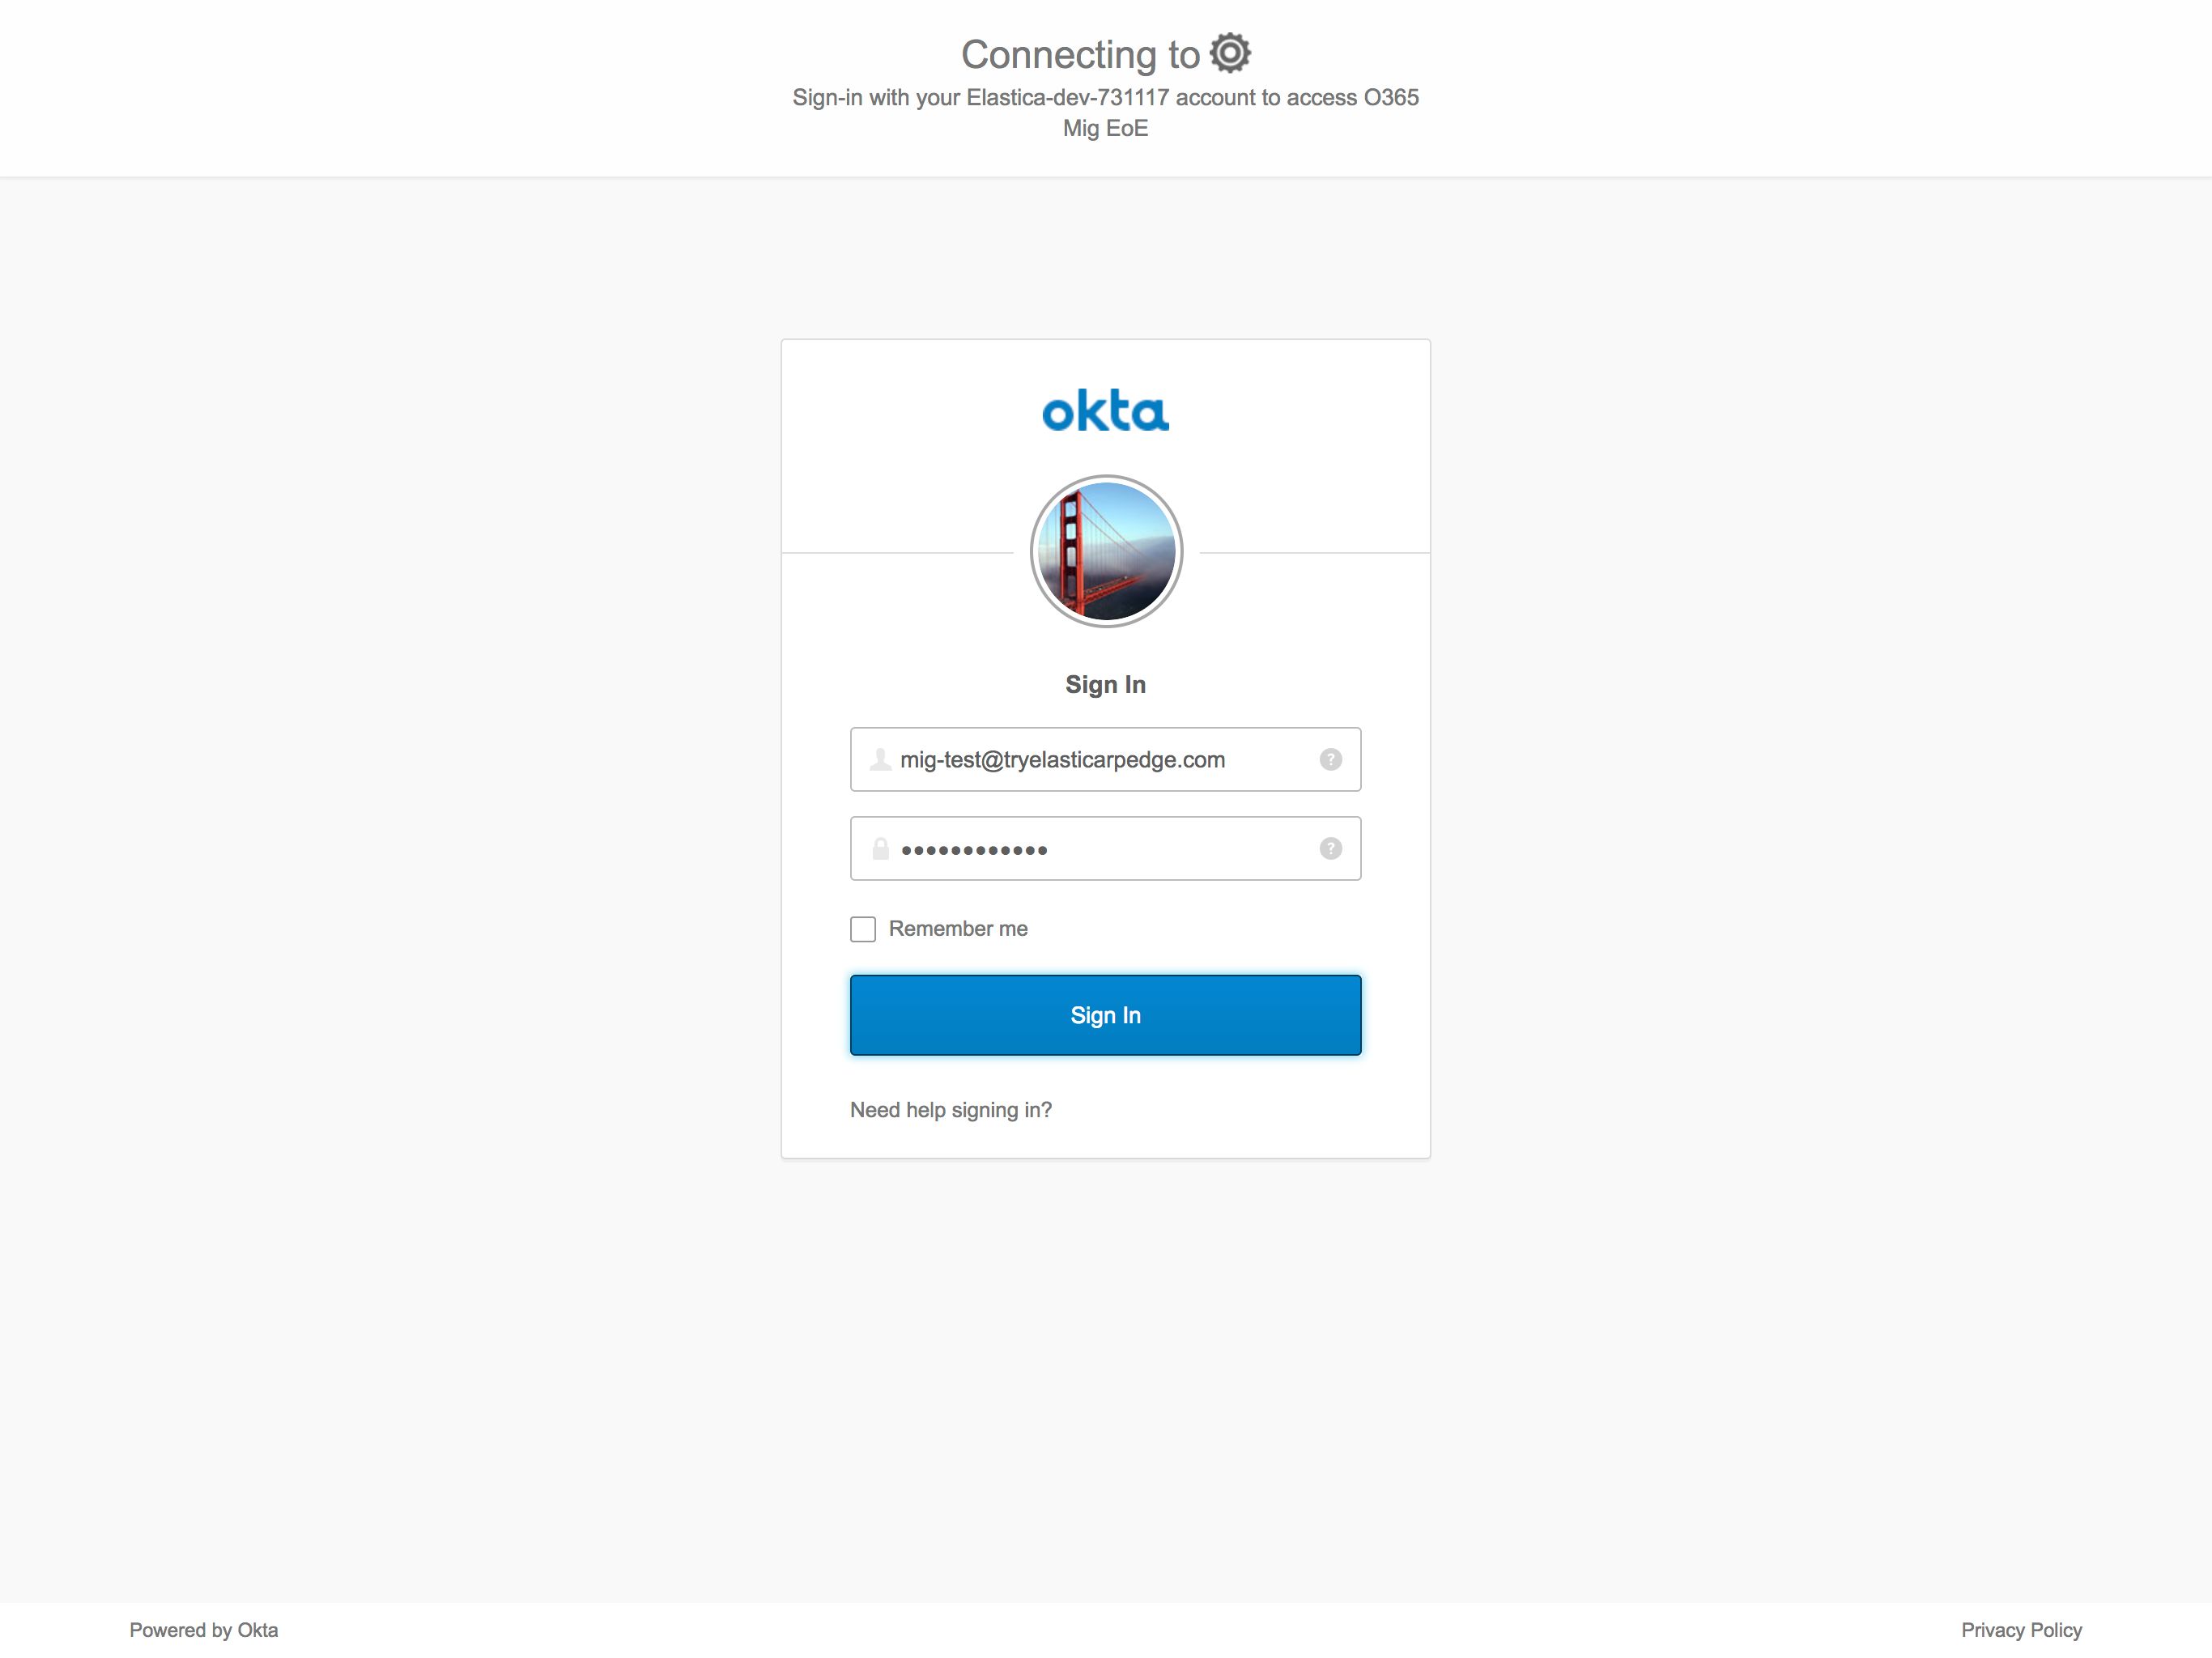 Connecting to
Sign-in with your Elastica-dev-731117 account to access O365
Mig EoE
okta
Sign In
mig-test@tryelasticarpedge.com
?
••••••••••••
?
Remember me
Sign In
Need help signing in?
Powered by Okta
Privacy Policy